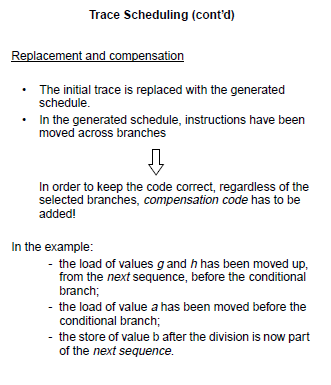 Trace Scheduling (cont'd)
Replacement and compensation
• The initial trace is replaced with the generated
schedule.
• In the generated schedule, instructions have been
moved across branches
In order to keep the code correct, regardless of the
selected branches, compensation code has to be
added!
In the example:
- the load of values g and h has been moved up,
from the next sequence, before the conditional
branch;
- the load of value a has been moved before the
conditional branch;
- the store of value b after the division is now part
of the next sequence.